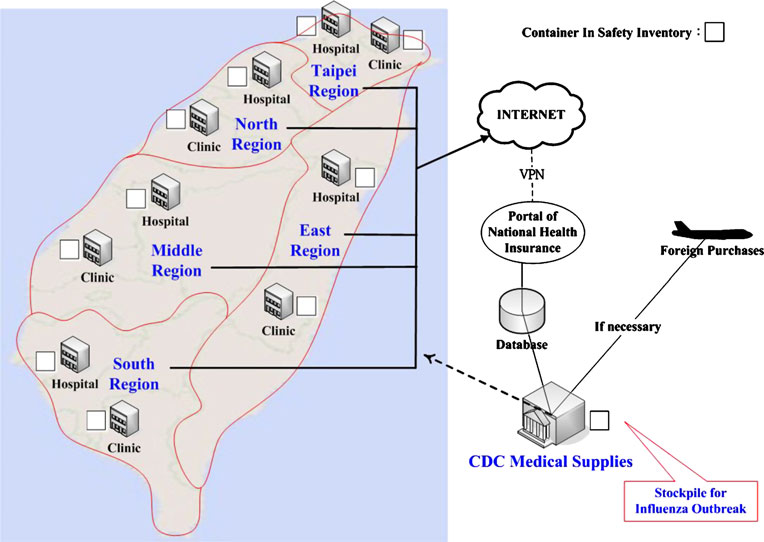 Container In Safety Inventory :
Hospital
Clinic
Taipei
Region
Hospital
Clinic
North
Region
INTERNET
VPN
Hospital
Hospital
Portal of
National Health
Insurance
East
Region
Middle
Region
Clinic
Foreign Purchases
Clinic
If necessary
Database
Hospital
South
Region
Clinic
CDC Medical Supplies
Stockpile for
Influenza Outbreak